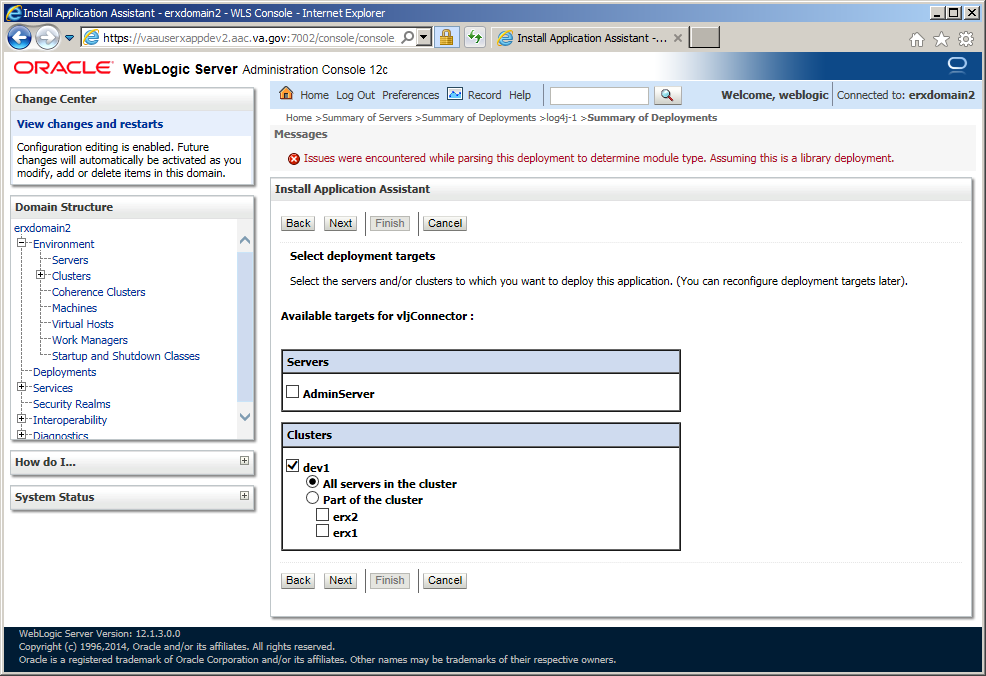 Install Application Assistant - erxdomain2 - WLS Console - Internet Explorer
https://vaauserxappdev2.aac.va.gov:7002/console/console
Install Application Assistant -...
ORACLE WebLogic Server Administration Console 12c
Change Center
View changes and restarts
Configuration editing is enabled. Future
changes will automatically be activated as you
modify, add or delete items in this domain.
Domain Structure
erxdomain2
Environment
Servers
Clusters
Coherence Clusters
Machines
Virtual Hosts
Work Managers
Startup and Shutdown Classes
Deployments
Services
Security Realms
Interoperability
Diagnostics
How do I...
System Status
Home Log Out Preferences Record Help
Welcome, weblogic Connected to: erxdomain2
Home >Summary of Servers >Summary of Deployments >log4j-1 >Summary of Deployments
Messages
Issues were encountered while parsing this deployment to determine module type. Assuming this is a library deployment.
Install Application Assistant
Back Next Finish Cancel
Select deployment targets
Select the servers and/or clusters to which you want to deploy this application. (You can reconfigure deployment targets later).
Available targets for vljConnector :
Servers
AdminServer
Clusters
dev1
All servers in the cluster
Part of the cluster
erx2
erx1
Back Next Finish Cancel
WebLogic Server Version: 12.1.3.0.0
Copyright (c) 1996,2014, Oracle and/or its affiliates. All rights reserved.
Oracle is a registered trademark of Oracle Corporation and/or its affiliates. Other names may be trademarks of their respective owners.